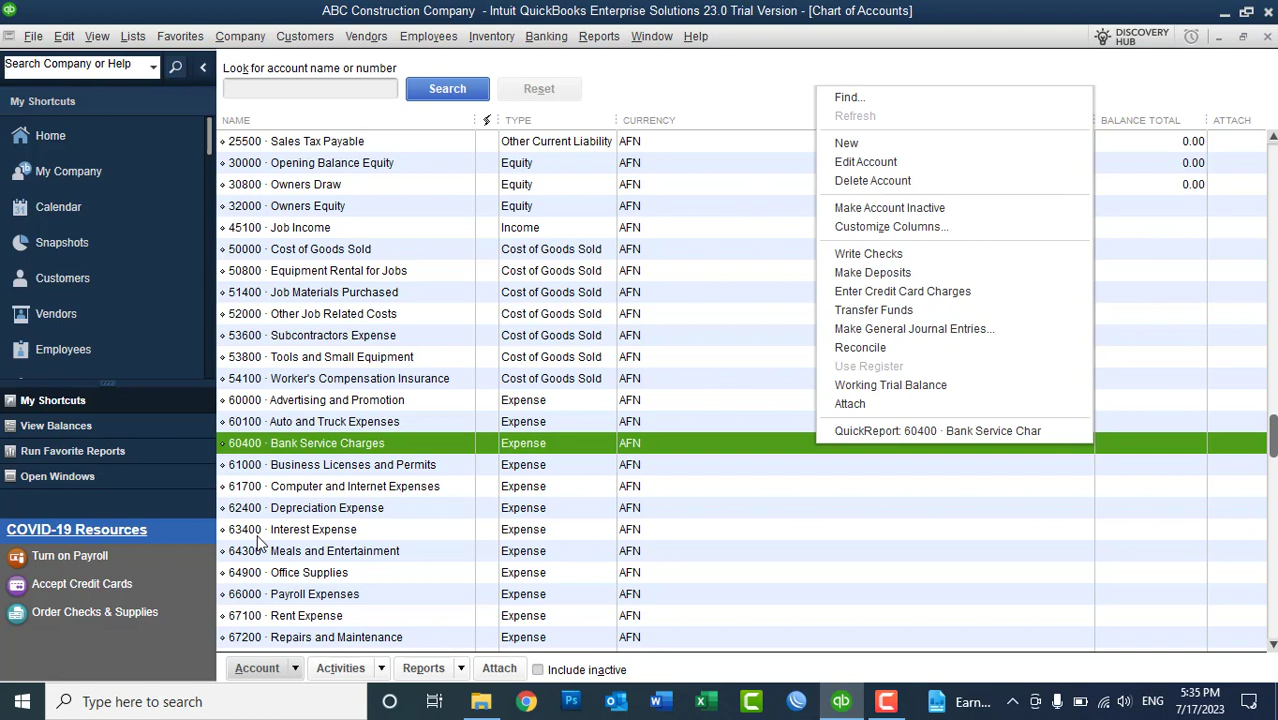 ABC Construction Company - Intuit QuickBooks Enterprise Solutions 23.0 Trial Version - [Chart of Accounts]
File Edit View Lists Favorites Company Customers Vendors Employees Inventory Banking Reports Window Help DISCOVERY HUB
Search Company or Help
My Shortcuts
Home
My Company
Calendar
Snapshots
Customers
Vendors
Employees
My Shortcuts
View Balances
Run Favorite Reports
Open Windows
COVID-19 Resources
Turn on Payroll
Accept Credit Cards
Order Checks & Supplies
Look for account name or number
Search Reset
NAME TYPE CURRENCY BALANCE TOTAL ATTACH
25500 · Sales Tax Payable Other Current Liability AFN 0.00
30000 · Opening Balance Equity Equity AFN 0.00
30800 · Owners Draw Equity AFN 0.00
32000 · Owners Equity Equity AFN
45100 · Job Income Income AFN
50000 · Cost of Goods Sold Cost of Goods Sold AFN
50800 · Equipment Rental for Jobs Cost of Goods Sold AFN
51400 · Job Materials Purchased Cost of Goods Sold AFN
52000 · Other Job Related Costs Cost of Goods Sold AFN
53600 · Subcontractors Expense Cost of Goods Sold AFN
53800 · Tools and Small Equipment Cost of Goods Sold AFN
54100 · Worker's Compensation Insurance Cost of Goods Sold AFN
60000 · Advertising and Promotion Expense AFN
60100 · Auto and Truck Expenses Expense AFN
60400 · Bank Service Charges Expense AFN
61000 · Business Licenses and Permits Expense AFN
61700 · Computer and Internet Expenses Expense AFN
62400 · Depreciation Expense Expense AFN
63400 · Interest Expense Expense AFN
64300 · Meals and Entertainment Expense AFN
64900 · Office Supplies Expense AFN
66000 · Payroll Expenses Expense AFN
67100 · Rent Expense Expense AFN
67200 · Repairs and Maintenance Expense AFN
Find...
Refresh
New
Edit Account
Delete Account
Make Account Inactive
Customize Columns...
Write Checks
Make Deposits
Enter Credit Card Charges
Transfer Funds
Make General Journal Entries...
Reconcile
Use Register
Working Trial Balance
Attach
QuickReport: 60400 · Bank Service Char
Account Activities Reports Attach Include inactive
Type here to search
Earn...
ENG
5:35 PM
7/17/2023